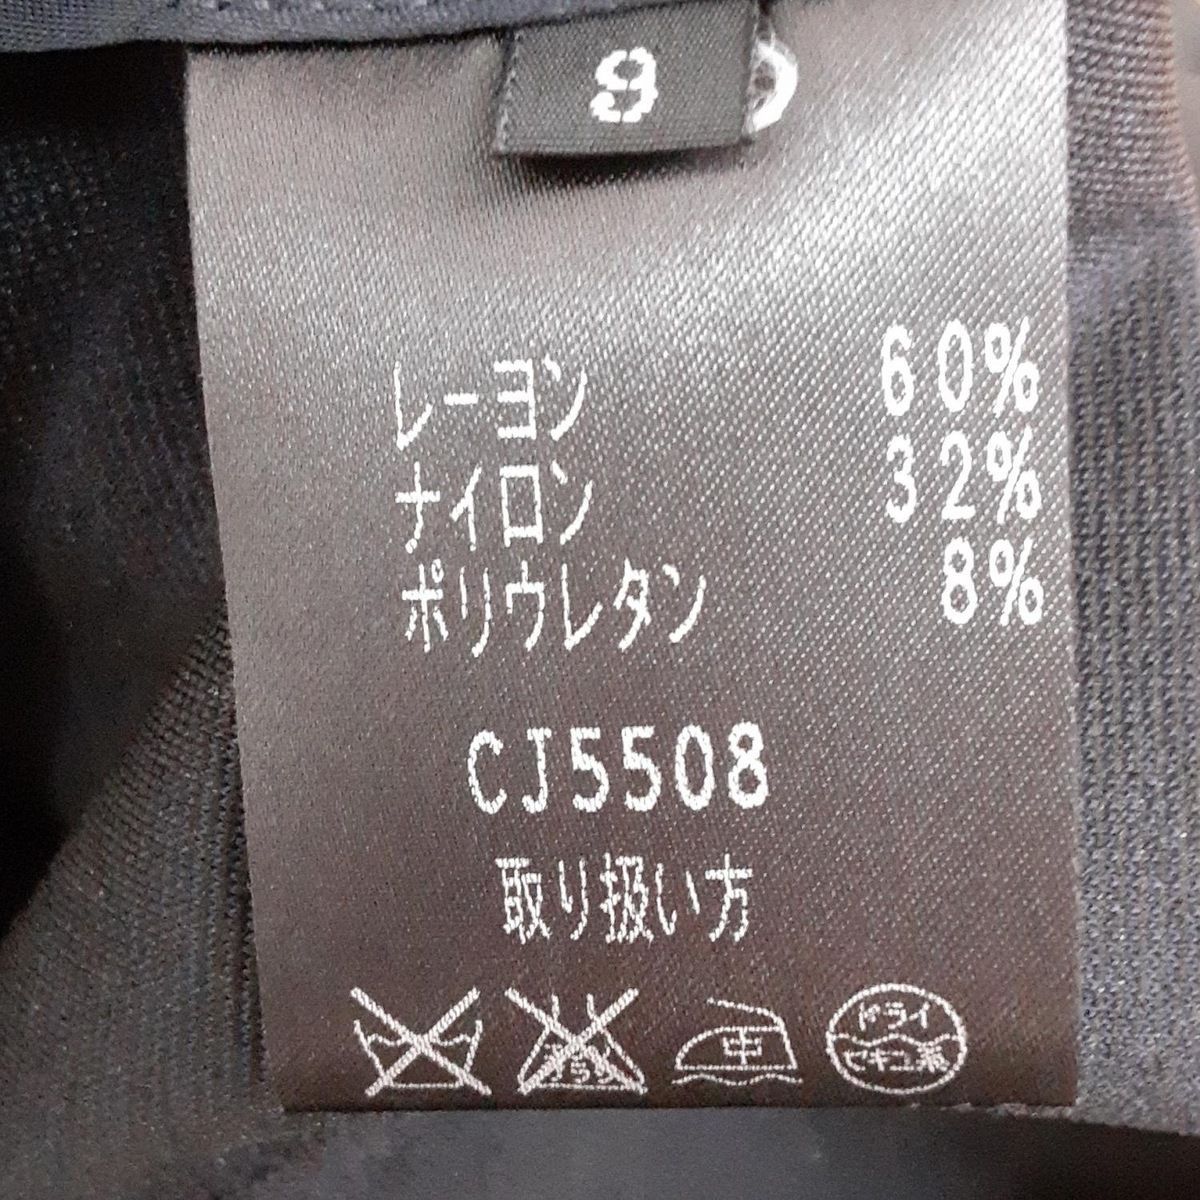 9
レーヨン 60%
ナイロン 32%
ポリウレタン 8%
CJ5508
取り扱い方
中
ドライ
セキユ系